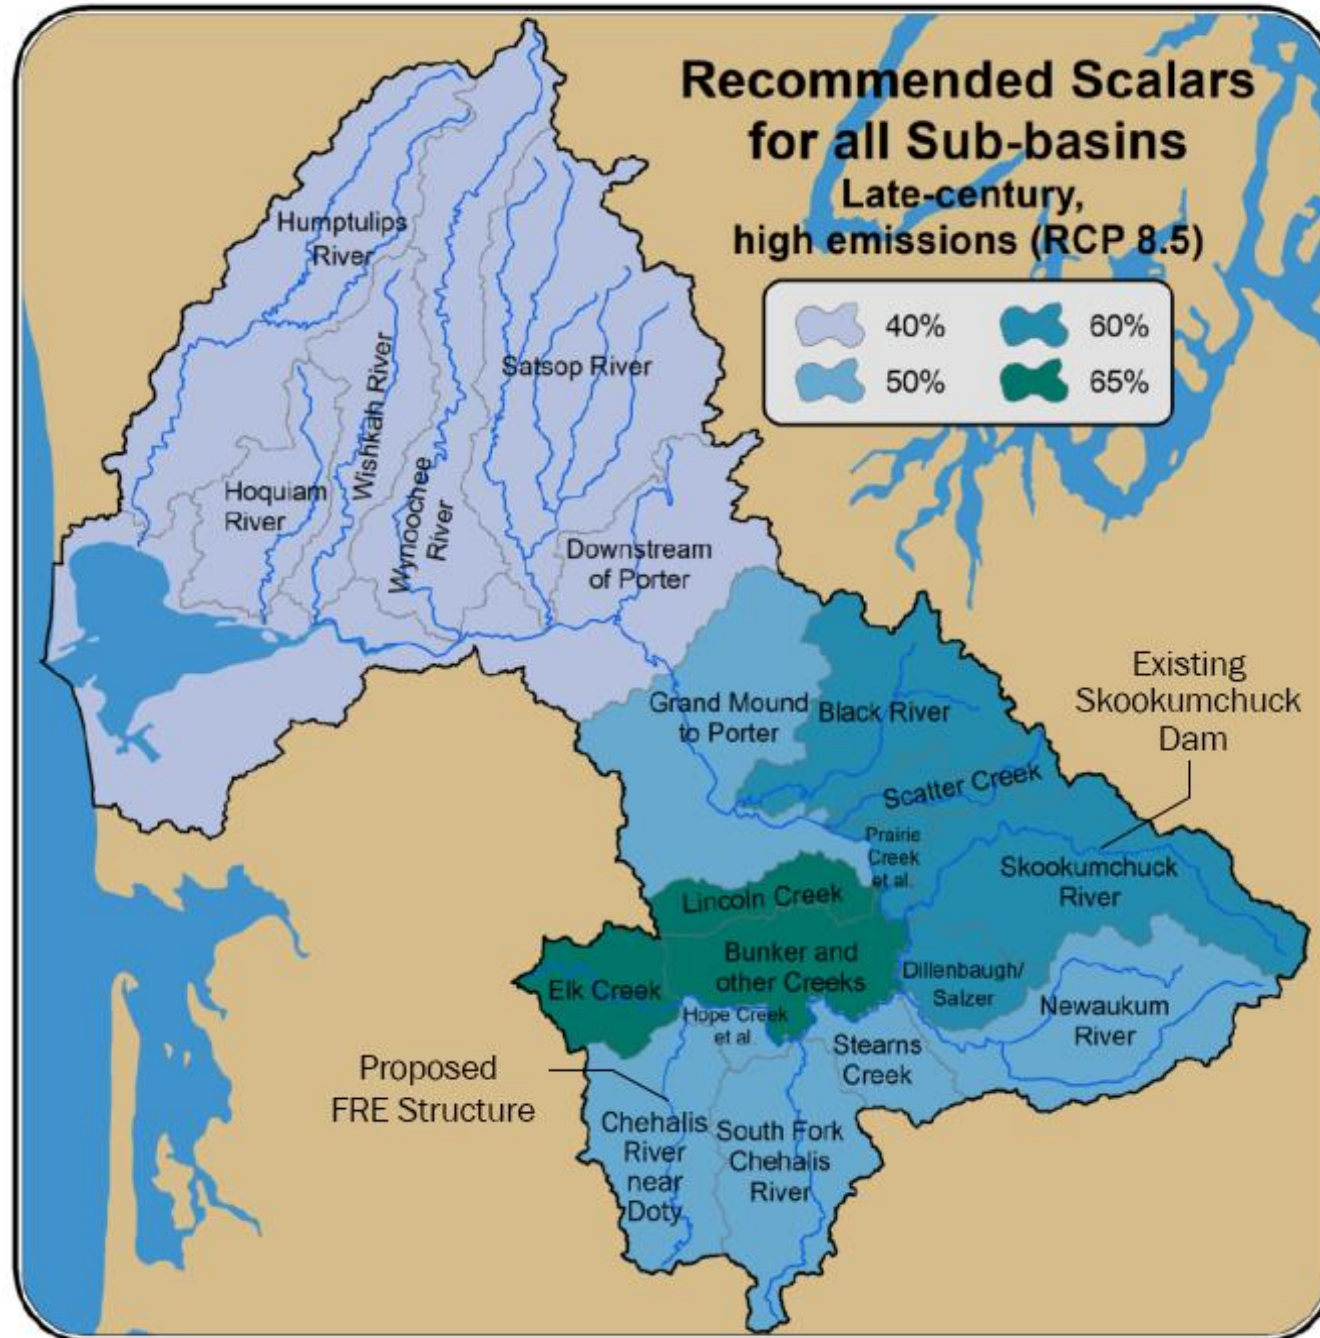 Recommended Scalars
for all Sub-basins
Late-century,
high emissions (RCP 8.5)
40%
60%
50%
65%
Humptulips
River
Wishkah River
Satsop River
Hoquiam
River
Wynoochee
River
Downstream
of Porter
Existing
Skookumchuck
Dam
Grand Mound
to Porter
Black River
Scatter Creek
Prairie
Creek
et al.
Skookumchuck
River
Lincoln Creek
Bunker and
other Creeks
Elk Creek
Dillenbaugh/
Salzer
Newaukum
River
Hope Creek
et al
Stearns
Creek
Proposed
FRE Structure
Chehalis
River
near
Doty
South Fork
Chehalis
River